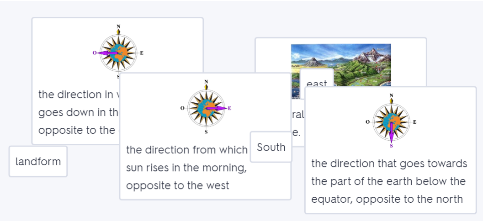 the direction in
goes down in th
opposite to the
landform
the direction from which
sun rises in the morning,
opposite to the west
east
ral
e.
South
the direction that goes towards
the part of the earth below the
equator, opposite to the north
N
O
E
S
N
O
E
S
N
O
E
S